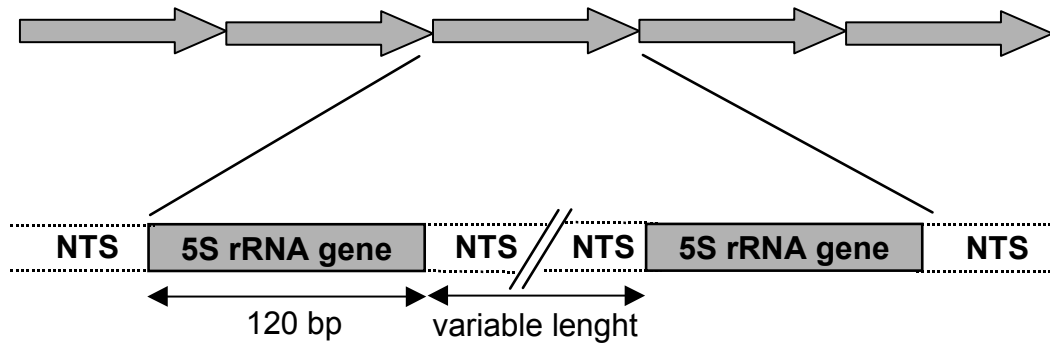 NTS 5S rRNA gene NTS NTS 5S rRNA gene NTS
120 bp variable lenght